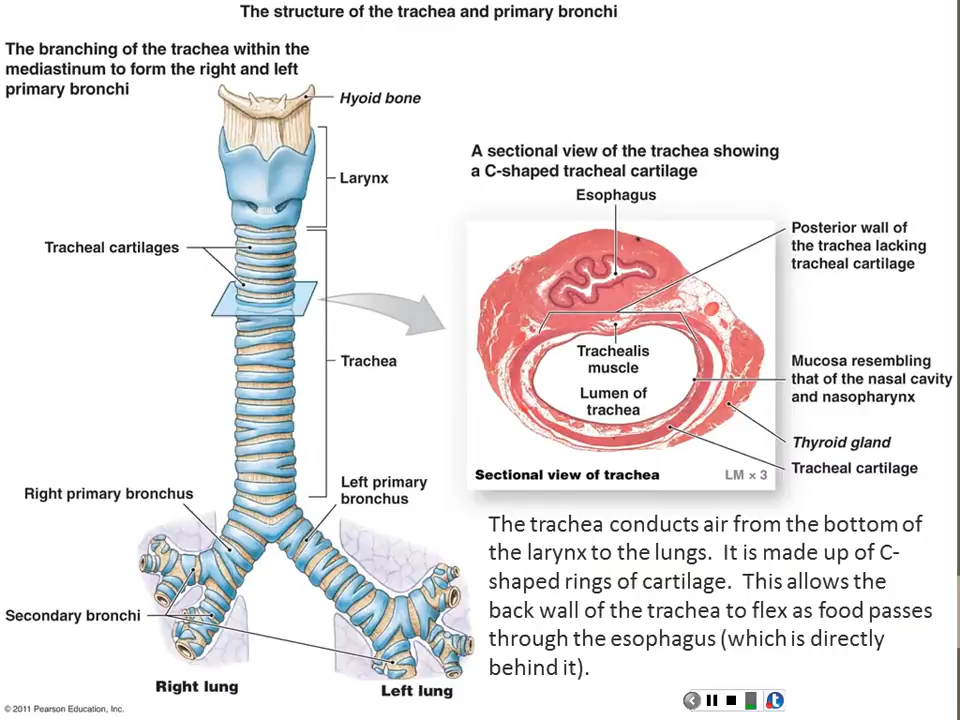 The structure of the trachea and primary bronchi
The branching of the trachea within the
mediastinum to form the right and left
primary bronchi
Hyoid bone
Larynx
Tracheal cartilages
Trachea
Right primary bronchus
Left primary
bronchus
Secondary bronchi
Right lung
Left lung
A sectional view of the trachea showing
a C-shaped tracheal cartilage
Esophagus
Posterior wall of
the trachea lacking
tracheal cartilage
Trachealis
muscle
Lumen of
trachea
Mucosa resembling
that of the nasal cavity
and nasopharynx
Thyroid gland
Tracheal cartilage
Sectional view of trachea
LM × 3
The trachea conducts air from the bottom of
the larynx to the lungs.  It is made up of C-
shaped rings of cartilage.  This allows the
back wall of the trachea to flex as food passes
through the esophagus (which is directly
behind it).
© 2011 Pearson Education, Inc.
t